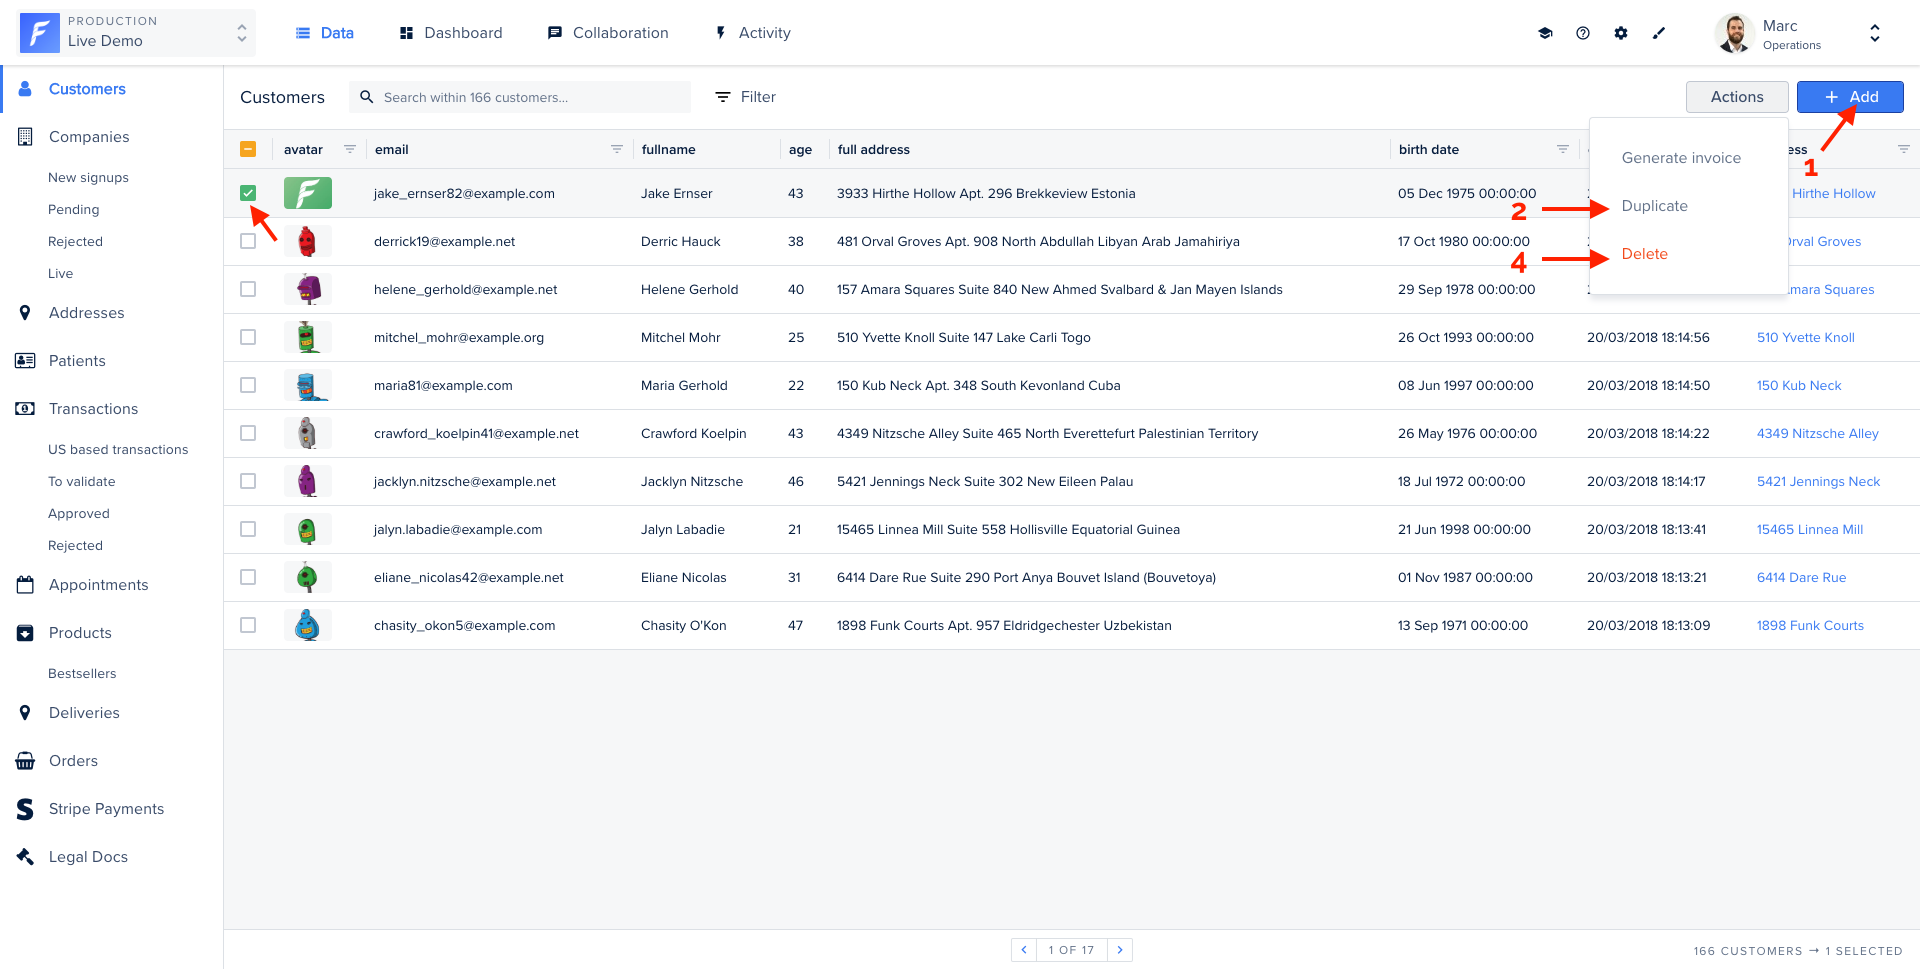 PRODUCTION
Live Demo
Data
Dashboard
Collaboration
Activity
Marc
Operations
Customers
Companies
New signups
Pending
Rejected
Live
Addresses
Patients
Transactions
US based transactions
To validate
Approved
Rejected
Appointments
Products
Bestsellers
Deliveries
Orders
Stripe Payments
Legal Docs
Customers
Search within 166 customers...
Filter
Actions
+ Add
1
Generate invoice
2
Duplicate
4
Delete
avatar email fullname age full address birth date ess
jake_ernser82@example.com Jake Ernser 43 3933 Hirthe Hollow Apt. 296 Brekkeview Estonia 05 Dec 1975 00:00:00 Hirthe Hollow
derrick19@example.net Derric Hauck 38 481 Orval Groves Apt. 908 North Abdullah Libyan Arab Jamahiriya 17 Oct 1980 00:00:00 Orval Groves
helene_gerhold@example.net Helene Gerhold 40 157 Amara Squares Suite 840 New Ahmed Svalbard & Jan Mayen Islands 29 Sep 1978 00:00:00 mara Squares
mitchel_mohr@example.org Mitchel Mohr 25 510 Yvette Knoll Suite 147 Lake Carli Togo 26 Oct 1993 00:00:00 20/03/2018 18:14:56 510 Yvette Knoll
maria81@example.com Maria Gerhold 22 150 Kub Neck Apt. 348 South Kevonland Cuba 08 Jun 1997 00:00:00 20/03/2018 18:14:50 150 Kub Neck
crawford_koelpin41@example.net Crawford Koelpin 43 4349 Nitzsche Alley Suite 465 North Everettefurt Palestinian Territory 26 May 1976 00:00:00 20/03/2018 18:14:22 4349 Nitzsche Alley
jacklyn.nitzsche@example.net Jacklyn Nitzsche 46 5421 Jennings Neck Suite 302 New Eileen Palau 18 Jul 1972 00:00:00 20/03/2018 18:14:17 5421 Jennings Neck
jalyn.labadie@example.com Jalyn Labadie 21 15465 Linnea Mill Suite 558 Hollisville Equatorial Guinea 21 Jun 1998 00:00:00 20/03/2018 18:13:41 15465 Linnea Mill
eliane_nicolas42@example.net Eliane Nicolas 31 6414 Dare Rue Suite 290 Port Anya Bouvet Island (Bouvetoya) 01 Nov 1987 00:00:00 20/03/2018 18:13:21 6414 Dare Rue
chasity_okon5@example.com Chasity O'Kon 47 1898 Funk Courts Apt. 957 Eldridgechester Uzbekistan 13 Sep 1971 00:00:00 20/03/2018 18:13:09 1898 Funk Courts
1 OF 17
166 CUSTOMERS → 1 SELECTED